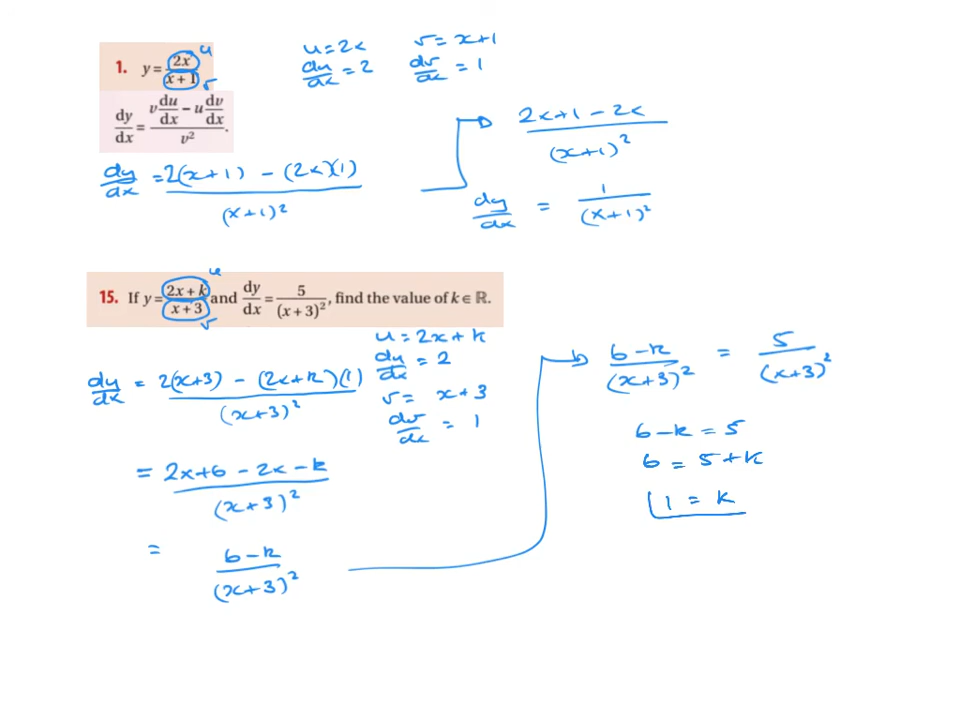 1. y = 2x/(x + 1) u v
u = 2x v = x+1
du/dx = 2 dv/dx = 1
dy/dx = (v du/dx − u dv/dx)/v².
dy/dx = (2(x+1) − (2x)(1))/(x+1)²
(2x+1 − 2x)/(x+1)²
dy/dx = 1/(x+1)²
15. If y = (2x + k)/(x + 3) and dy/dx = 5/(x + 3)², find the value of k ∈ ℝ. u v
u = 2x + k
du/dx = 2
v = x + 3
dv/dx = 1
dy/dx = (2(x+3) − (2x+k)(1))/(x+3)²
= (2x+6 − 2x − k)/(x+3)²
= (6−k)/(x+3)²
(6−k)/(x+3)² = 5/(x+3)²
6−k = 5
6 = 5+k
1 = k